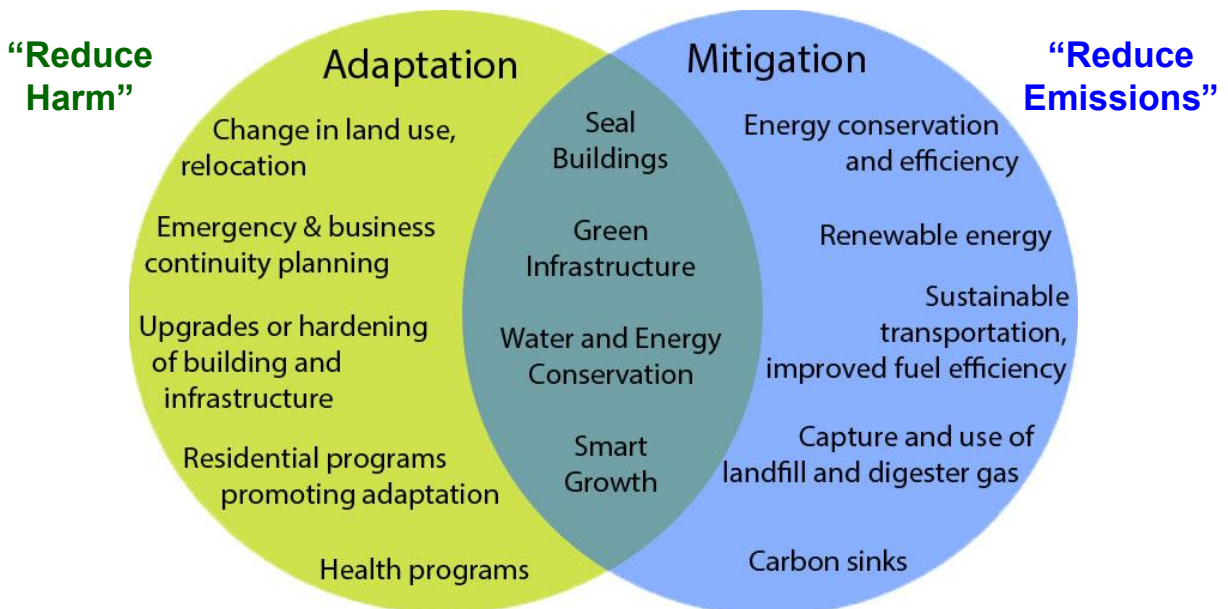 “Reduce
Harm”
Adaptation
Change in land use,
relocation
Emergency & business
continuity planning
Upgrades or hardening
of building and
infrastructure
Residential programs
promoting adaptation
Health programs
Seal
Buildings
Green
Infrastructure
Water and Energy
Conservation
Smart
Growth
Mitigation
Energy conservation
and efficiency
Renewable energy
Sustainable
transportation,
improved fuel efficiency
Capture and use of
landfill and digester gas
Carbon sinks
“Reduce
Emissions”